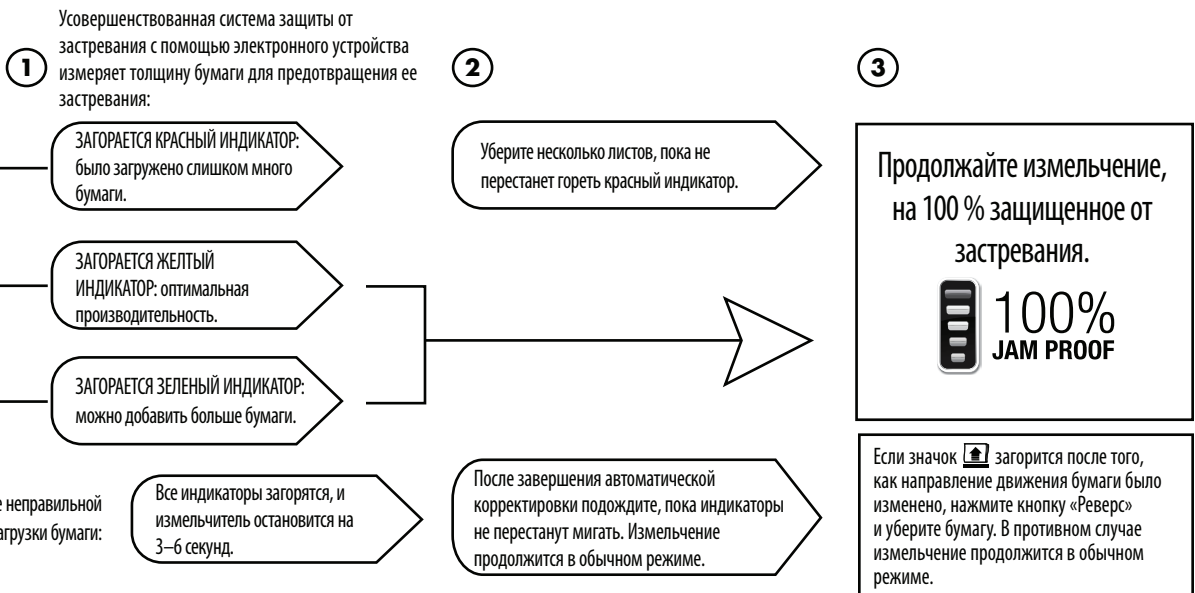 1
Усовершенствованная система защиты от
застревания с помощью электронного устройства
измеряет толщину бумаги для предотвращения ее
застревания:
ЗАГОРАЕТСЯ КРАСНЫЙ ИНДИКАТОР:
было загружено слишком много
бумаги.
ЗАГОРАЕТСЯ ЖЕЛТЫЙ
ИНДИКАТОР: оптимальная
производительность.
ЗАГОРАЕТСЯ ЗЕЛЕНЫЙ ИНДИКАТОР:
можно добавить больше бумаги.
2
Уберите несколько листов, пока не
перестанет гореть красный индикатор.
3
Продолжайте измельчение,
на 100 % защищенное от
застревания.
100%
JAM PROOF
е неправильной
агрузки бумаги:
Все индикаторы загорятся, и
измельчитель остановится на
3–6 секунд.
После завершения автоматической
корректировки подождите, пока индикаторы
не перестанут мигать. Измельчение
продолжится в обычном режиме.
Если значок загорится после того,
как направление движения бумаги было
изменено, нажмите кнопку «Реверс»
и уберите бумагу. В противном случае
измельчение продолжится в обычном
режиме.